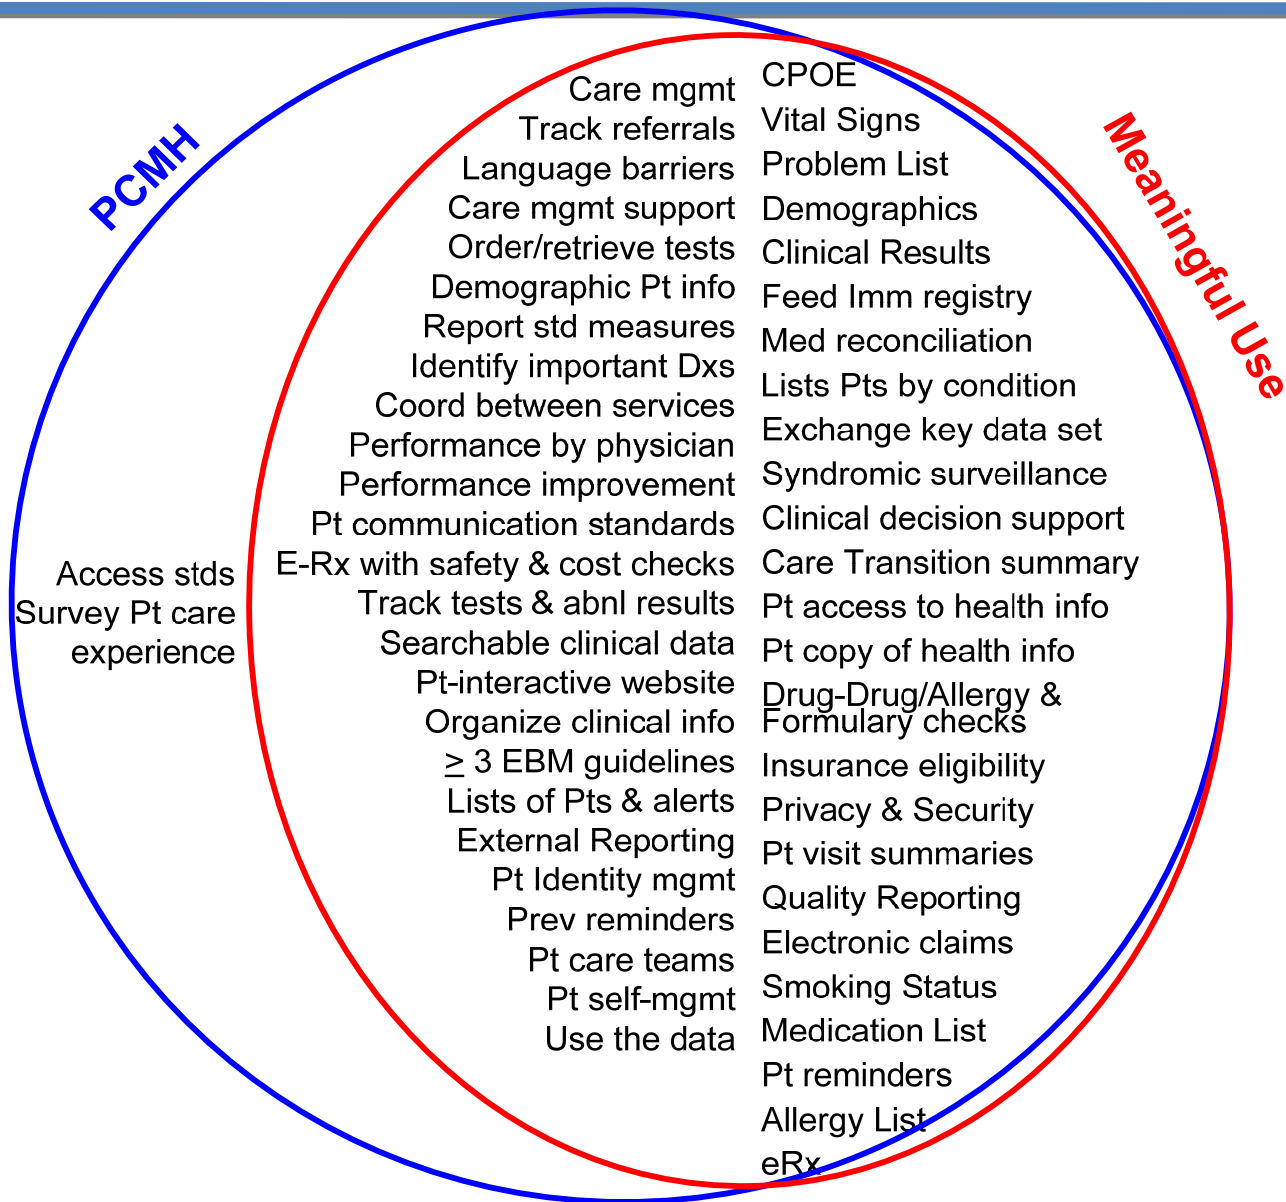 PCMH
Meaningful Use
Access stds
Survey Pt care
experience
Care mgmt
Track referrals
Language barriers
Care mgmt support
Order/retrieve tests
Demographic Pt info
Report std measures
Identify important Dxs
Coord between services
Performance by physician
Performance improvement
Pt communication standards
E-Rx with safety & cost checks
Track tests & abnl results
Searchable clinical data
Pt-interactive website
Organize clinical info
≥ 3 EBM guidelines
Lists of Pts & alerts
External Reporting
Pt Identity mgmt
Prev reminders
Pt care teams
Pt self-mgmt
Use the data
CPOE
Vital Signs
Problem List
Demographics
Clinical Results
Feed Imm registry
Med reconciliation
Lists Pts by condition
Exchange key data set
Syndromic surveillance
Clinical decision support
Care Transition summary
Pt access to health info
Pt copy of health info
Drug-Drug/Allergy &
Formulary checks
Insurance eligibility
Privacy & Security
Pt visit summaries
Quality Reporting
Electronic claims
Smoking Status
Medication List
Pt reminders
Allergy List
eRx